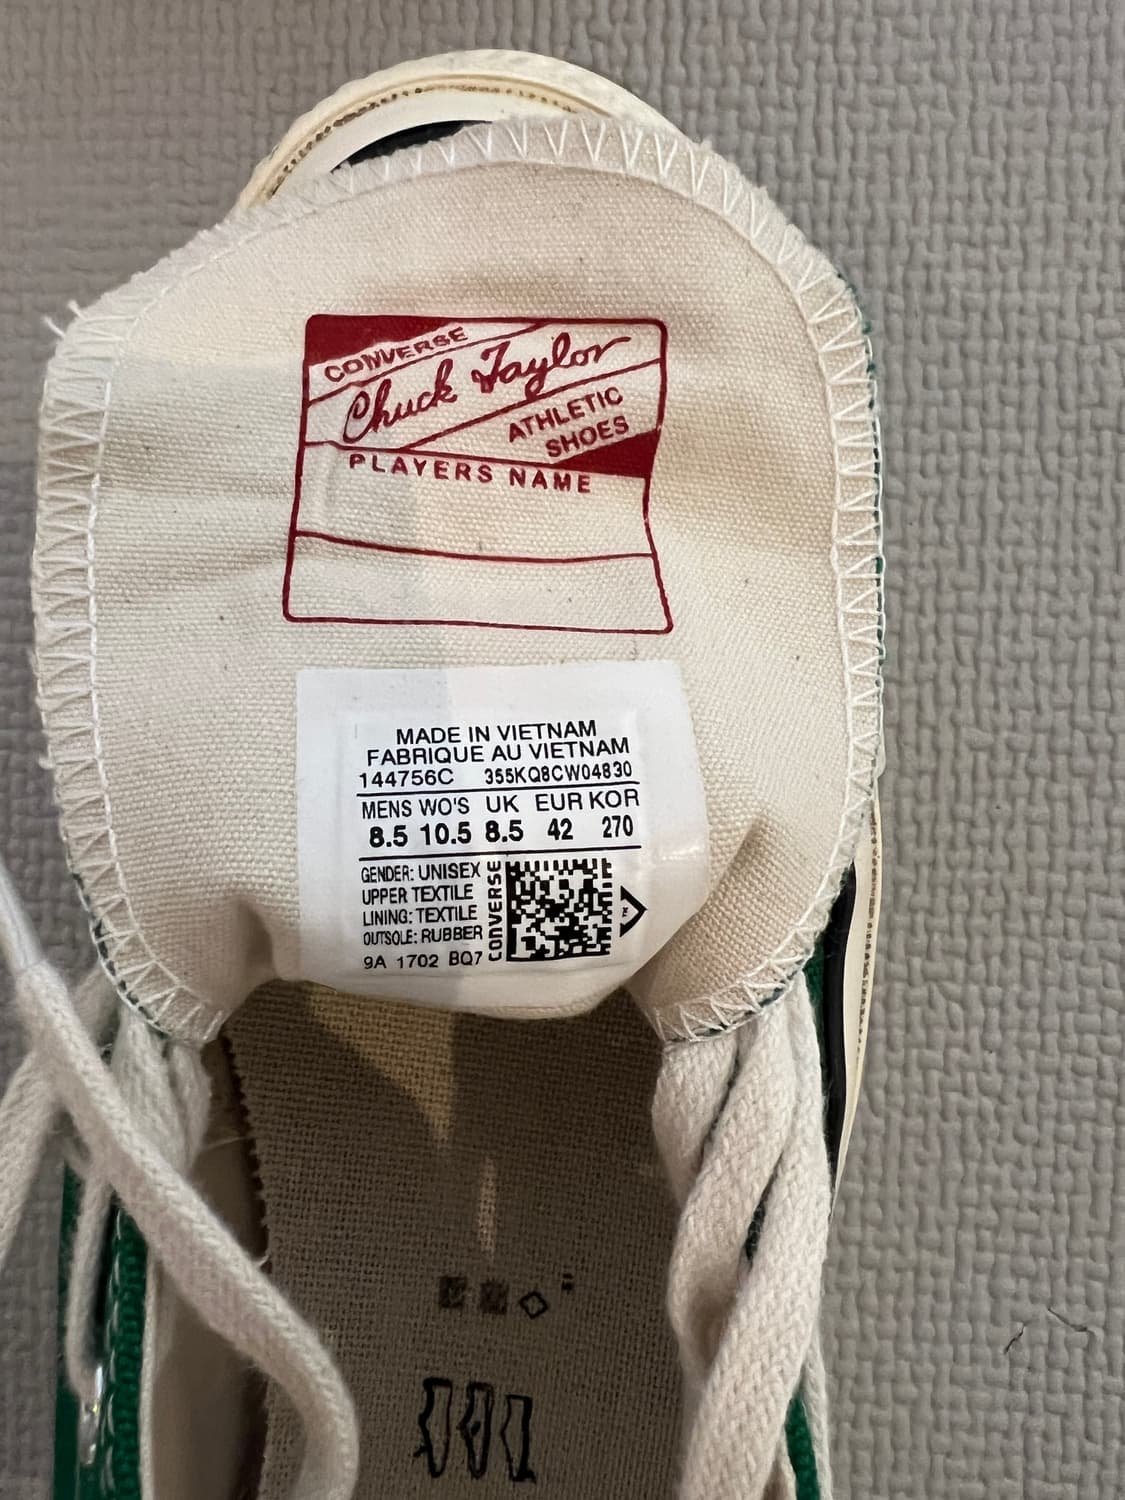 CONVERSE
Chuck Taylor
ATHLETIC
SHOES
PLAYERS NAME
MADE IN VIETNAM
FABRIQUE AU VIETNAM
144756C 355KQ8CW04830
MENS WO'S UK EUR KOR
8.5 10.5 8.5 42 270
GENDER: UNISEX
UPPER TEXTILE
LINING: TEXTILE
OUTSOLE: RUBBER
9A 1702 BQ7
CONVERSE
TM